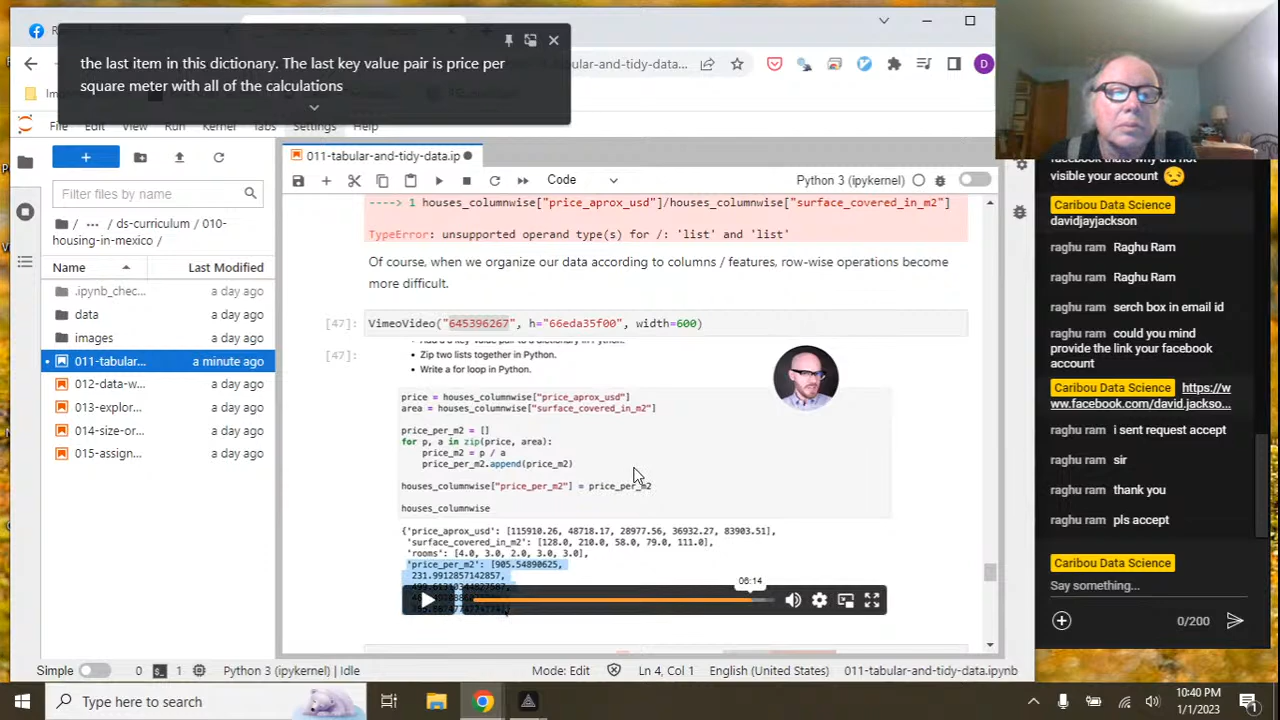 the last item in this dictionary. The last key value pair is price per
square meter with all of the calculations
tabular-and-tidy-data...
D
File Edit View Run Kernel Tabs Settings Help
011-tabular-and-tidy-data.ip
Code
Python 3 (ipykernel)
Filter files by name
/ ... / ds-curriculum / 010-
housing-in-mexico /
Name Last Modified
.ipynb_chec... a day ago
data a day ago
images a day ago
011-tabular... a minute ago
012-data-w... a day ago
013-explor... a day ago
014-size-or... a day ago
015-assign... a day ago
----> 1 houses_columnwise["price_aprox_usd"]/houses_columnwise["surface_covered_in_m2"]
TypeError: unsupported operand type(s) for /: 'list' and 'list'
Of course, when we organize our data according to columns / features, row-wise operations become
more difficult.
[47]: VimeoVideo("645396267", h="66eda35f00", width=600)
[47]:
key-value pair to a dictionary in Python.
• Zip two lists together in Python.
• Write a for loop in Python.
price = houses_columnwise["price_aprox_usd"]
area = houses_columnwise["surface_covered_in_m2"]
price_per_m2 = []
for p, a in zip(price, area):
price_m2 = p / a
price_per_m2.append(price_m2)
houses_columnwise["price_per_m2"] = price_per_m2
houses_columnwise
{'price_aprox_usd': [115910.26, 48718.17, 28977.56, 36932.27, 83903.51],
'surface_covered_in_m2': [128.0, 210.0, 58.0, 79.0, 111.0],
'rooms': [4.0, 3.0, 2.0, 3.0, 3.0],
'price_per_m2': [905.54890625,
231.9912857142857,
06:14
Simple 0 1 Python 3 (ipykernel) | Idle Mode: Edit Ln 4, Col 1 English (United States) 011-tabular-and-tidy-data.ipynb
facebook thats why did not
visible your account 😒
Caribou Data Science
davidjayjackson
raghu ram Raghu Ram
raghu ram Raghu Ram
raghu ram serch box in email id
raghu ram could you mind
provide the link your facebook
account
Caribou Data Science https://w
ww.facebook.com/david.jackso...
raghu ram i sent request accept
raghu ram sir
raghu ram thank you
raghu ram pls accept
Caribou Data Science
Say something...
0/200
Type here to search
10:40 PM
1/1/2023
1